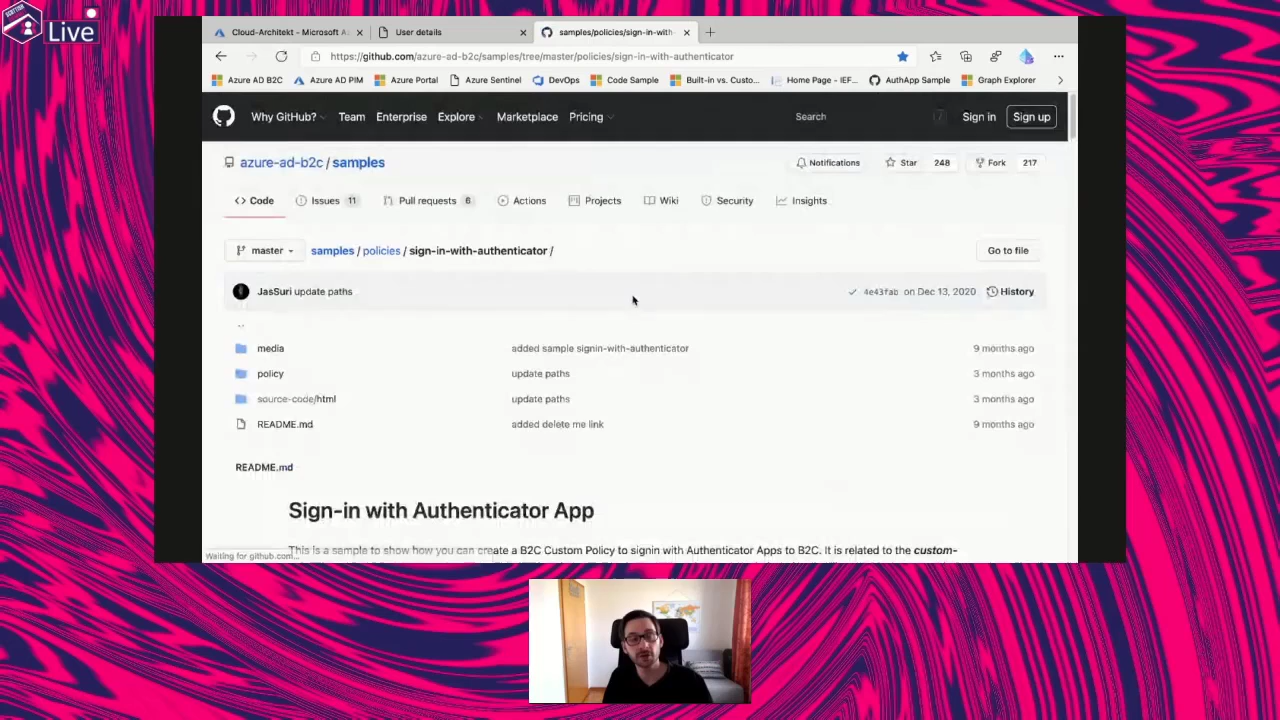 Live
Cloud-Architekt - Microsoft Az
User details
samples/policies/sign-in-with-
https://github.com/azure-ad-b2c/samples/tree/master/policies/sign-in-with-authenticator
Azure AD B2C Azure AD PIM Azure Portal Azure Sentinel DevOps Code Sample Built-in vs. Custo... Home Page - IEF... AuthApp Sample Graph Explorer
Why GitHub? Team Enterprise Explore Marketplace Pricing Search / Sign in Sign up
azure-ad-b2c / samples Notifications Star 248 Fork 217
Code Issues 11 Pull requests 6 Actions Projects Wiki Security Insights
master samples / policies / sign-in-with-authenticator / Go to file
JasSuri update paths 4e43fab on Dec 13, 2020 History
..
media added sample signin-with-authenticator 9 months ago
policy update paths 3 months ago
source-code/html update paths 3 months ago
README.md added delete me link 9 months ago
README.md
Sign-in with Authenticator App
This is a sample to show how you can create a B2C Custom Policy to signin with Authenticator Apps to B2C. It is related to the custom-
Waiting for github.com...